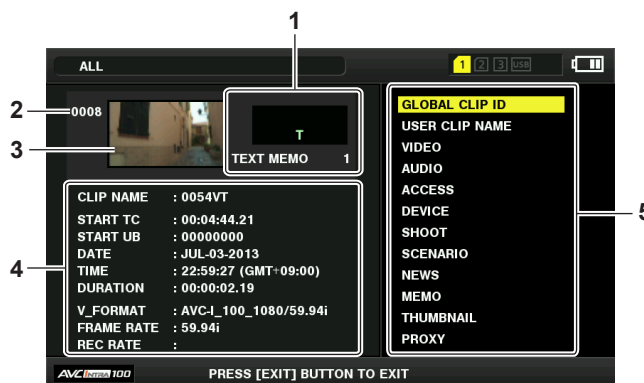 1
ALL
1 2 3 USB
2
0008
3
T
TEXT MEMO 1
GLOBAL CLIP ID
USER CLIP NAME
VIDEO
AUDIO
ACCESS
DEVICE
SHOOT
SCENARIO
NEWS
MEMO
THUMBNAIL
PROXY
5
4
CLIP NAME : 0054VT
START TC : 00:04:44.21
START UB : 00000000
DATE : JUL-03-2013
TIME : 22:59:27 (GMT+09:00)
DURATION : 00:00:02.19
V_FORMAT : AVC-I_100_1080/59.94i
FRAME RATE : 59.94i
REC RATE :
AVC INTRA 100
PRESS [EXIT] BUTTON TO EXIT